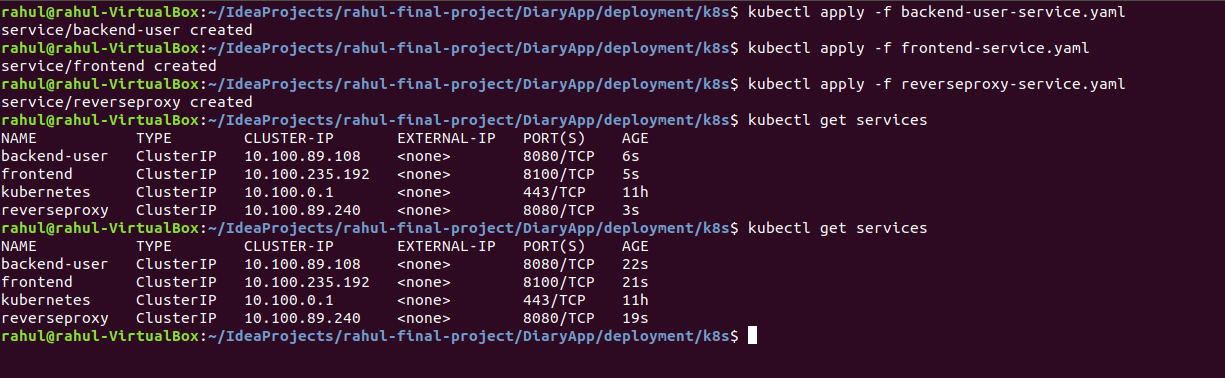 rahul@rahul-VirtualBox:~/IdeaProjects/rahul-final-project/DiaryApp/deployment/k8s$ kubectl apply -f backend-user-service.yaml
service/backend-user created
rahul@rahul-VirtualBox:~/IdeaProjects/rahul-final-project/DiaryApp/deployment/k8s$ kubectl apply -f frontend-service.yaml
service/frontend created
rahul@rahul-VirtualBox:~/IdeaProjects/rahul-final-project/DiaryApp/deployment/k8s$ kubectl apply -f reverseproxy-service.yaml
service/reverseproxy created
rahul@rahul-VirtualBox:~/IdeaProjects/rahul-final-project/DiaryApp/deployment/k8s$ kubectl get services
NAME           TYPE        CLUSTER-IP       EXTERNAL-IP   PORT(S)    AGE
backend-user   ClusterIP   10.100.89.108    <none>        8080/TCP   6s
frontend       ClusterIP   10.100.235.192   <none>        8100/TCP   5s
kubernetes     ClusterIP   10.100.0.1       <none>        443/TCP    11h
reverseproxy   ClusterIP   10.100.89.240    <none>        8080/TCP   3s
rahul@rahul-VirtualBox:~/IdeaProjects/rahul-final-project/DiaryApp/deployment/k8s$ kubectl get services
NAME           TYPE        CLUSTER-IP       EXTERNAL-IP   PORT(S)    AGE
backend-user   ClusterIP   10.100.89.108    <none>        8080/TCP   22s
frontend       ClusterIP   10.100.235.192   <none>        8100/TCP   21s
kubernetes     ClusterIP   10.100.0.1       <none>        443/TCP    11h
reverseproxy   ClusterIP   10.100.89.240    <none>        8080/TCP   19s
rahul@rahul-VirtualBox:~/IdeaProjects/rahul-final-project/DiaryApp/deployment/k8s$